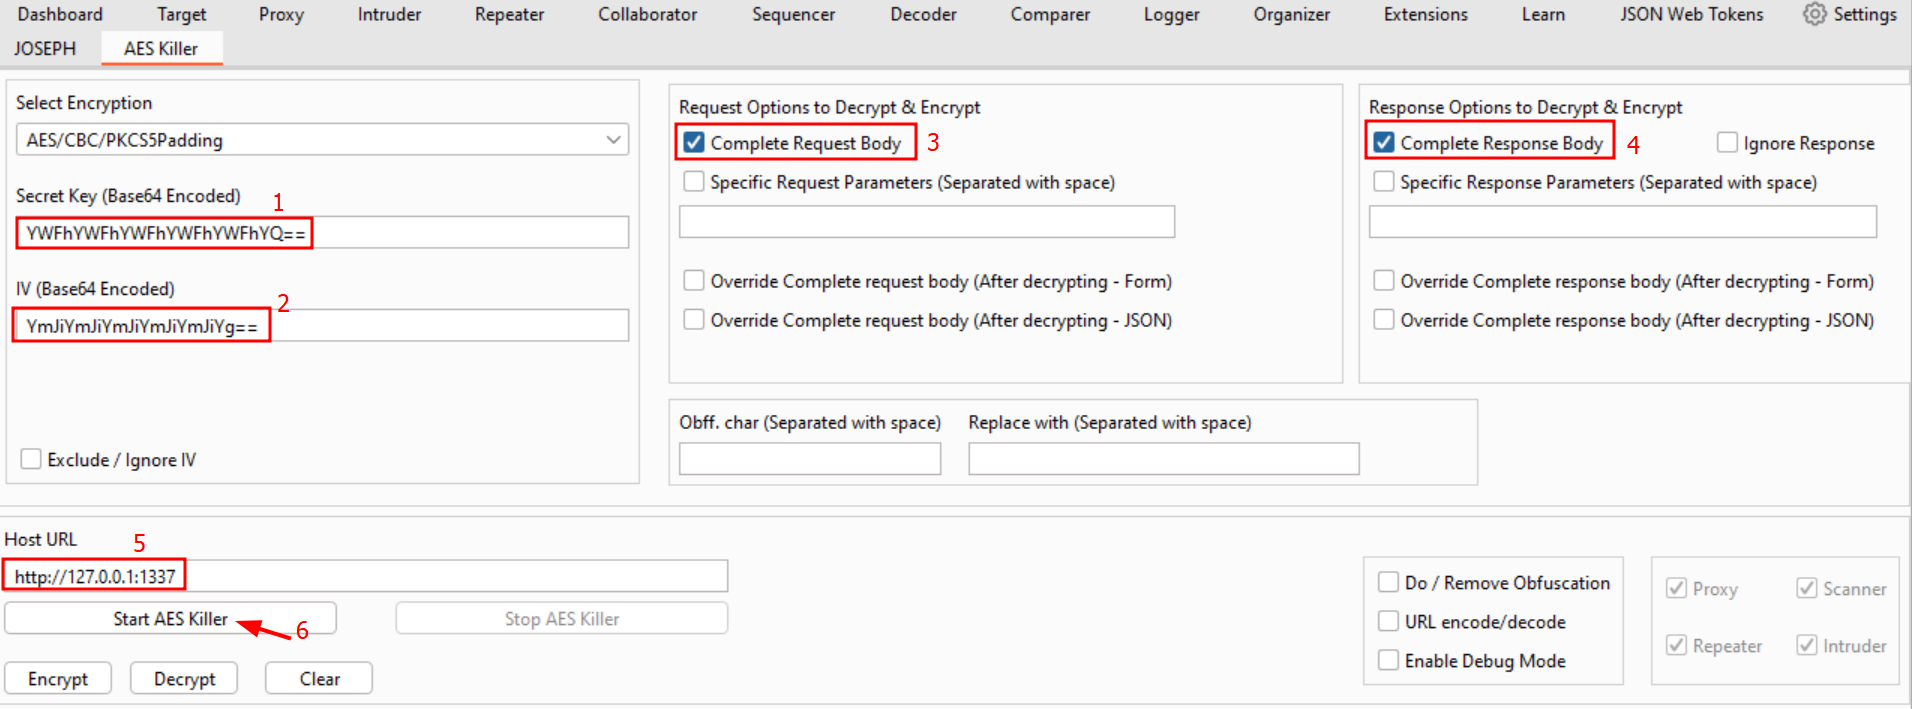 Dashboard Target Proxy Intruder Repeater Collaborator Sequencer Decoder Comparer Logger Organizer Extensions Learn JSON Web Tokens Settings
JOSEPH AES Killer
Select Encryption
AES/CBC/PKCS5Padding
Secret Key (Base64 Encoded) 1
YWFhYWFhYWFhYWFhYWFhYQ==
IV (Base64 Encoded) 2
YmJiYmJiYmJiYmJiYmJiYg==
Exclude / Ignore IV
Request Options to Decrypt & Encrypt
Complete Request Body 3
Specific Request Parameters (Separated with space)
Override Complete request body (After decrypting - Form)
Override Complete request body (After decrypting - JSON)
Response Options to Decrypt & Encrypt
Complete Response Body 4 Ignore Response
Specific Response Parameters (Separated with space)
Override Complete response body (After decrypting - Form)
Override Complete response body (After decrypting - JSON)
Obff. char (Separated with space) Replace with (Separated with space)
Host URL 5
http://127.0.0.1:1337
Start AES Killer 6 Stop AES Killer
Encrypt Decrypt Clear
Do / Remove Obfuscation
URL encode/decode
Enable Debug Mode
Proxy Scanner
Repeater Intruder